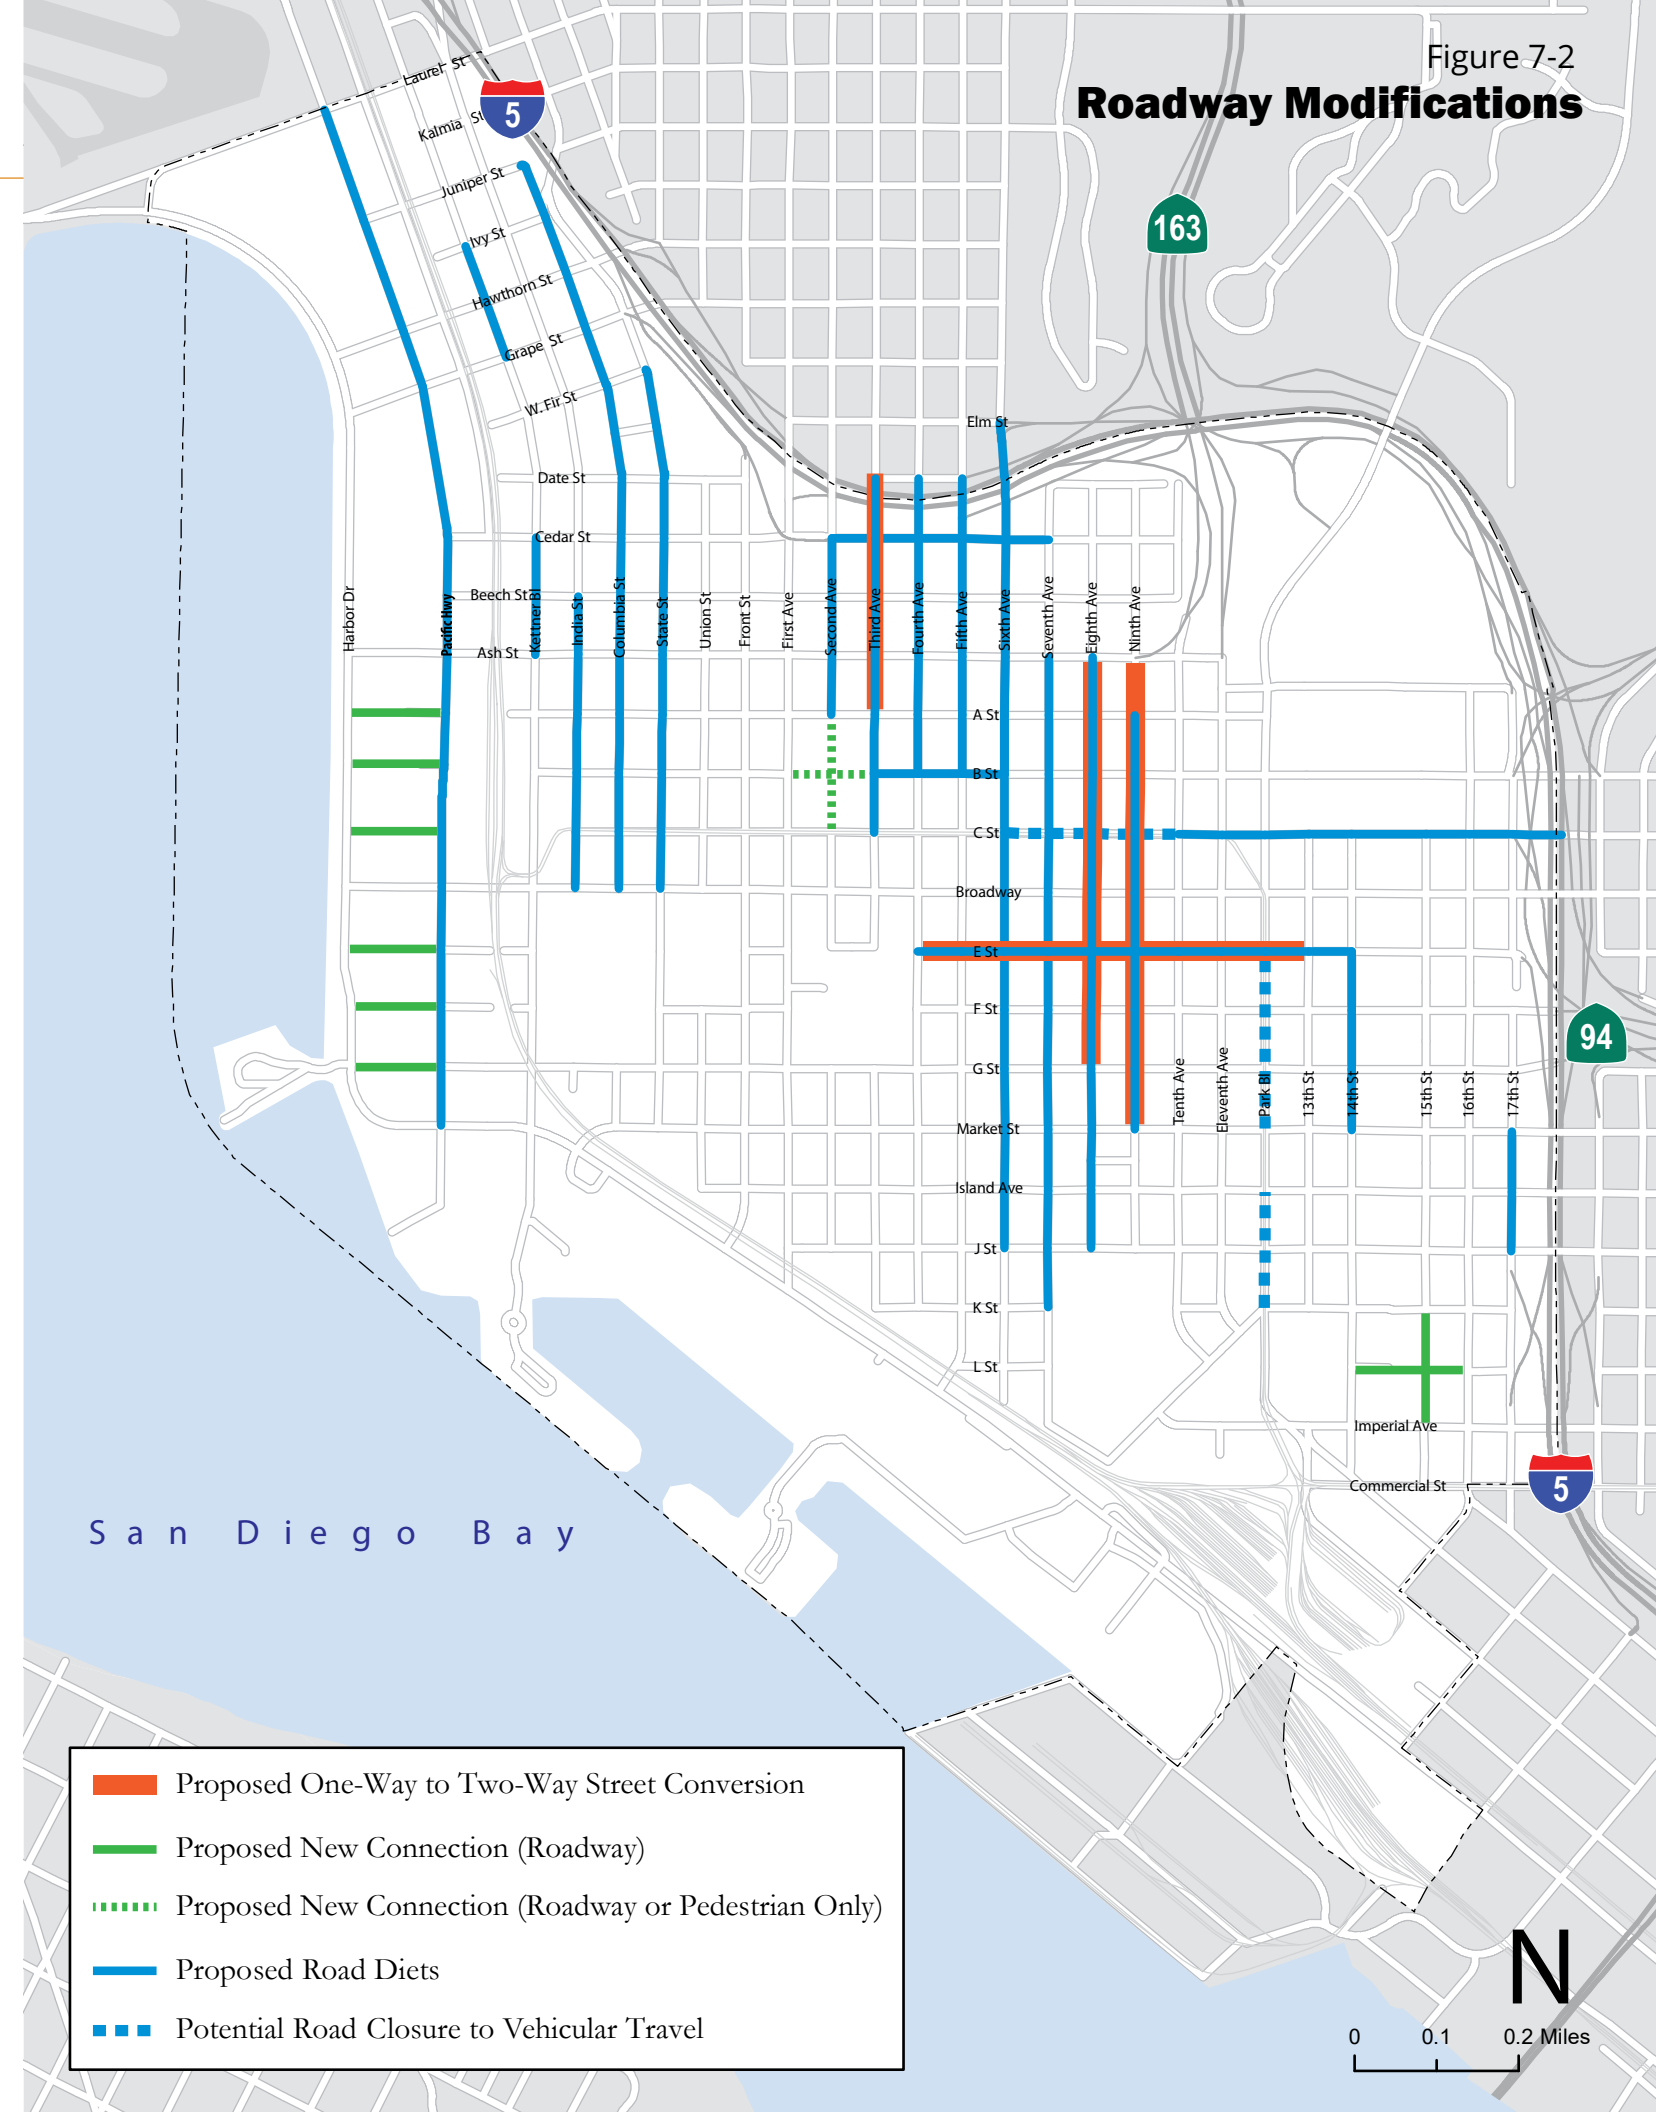 Figure 7-2
Roadway Modifications
Laurel St
5
Kalmia St
Juniper St
163
Ivy St
Hawthorn St
Grape St
W. Fir St
Elm St
Date St
Cedar St
Beech St
Ash St
Harbor Dr
Pacific Hwy
Kettner Bl
India St
Columbia St
State St
Union St
Front St
First Ave
Second Ave
Third Ave
Fourth Ave
Fifth Ave
Sixth Ave
Seventh Ave
Eighth Ave
Ninth Ave
A St
B St
C St
Broadway
E St
F St
94
G St
Tenth Ave
Eleventh Ave
Park Bl
13th St
14th St
15th St
16th St
17th St
Market St
Island Ave
J St
K St
L St
Imperial Ave
Commercial St
5
San Diego Bay
Proposed One-Way to Two-Way Street Conversion
Proposed New Connection (Roadway)
Proposed New Connection (Roadway or Pedestrian Only)
Proposed Road Diets
Potential Road Closure to Vehicular Travel
N
0 0.1 0.2 Miles